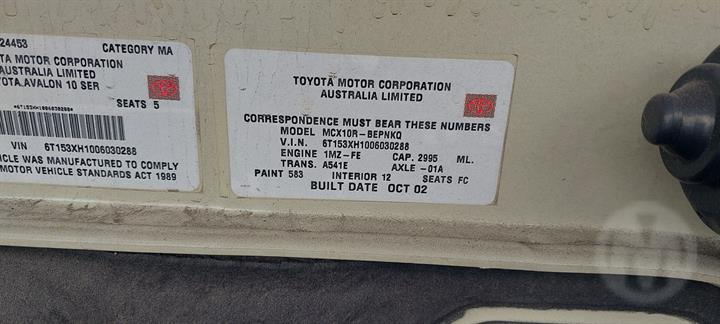 24453 CATEGORY MA
TA MOTOR CORPORATION
AUSTRALIA LIMITED
OTA AVALON 10 SER
SEATS 5
*6T153XH1006030288*
VIN 6T153XH1006030288
HICLE WAS MANUFACTURED TO COMPLY
MOTOR VEHICLE STANDARDS ACT 1989
TOYOTA MOTOR CORPORATION
AUSTRALIA LIMITED
CORRESPONDENCE MUST BEAR THESE NUMBERS
MODEL MCX10R-BEPNKQ
V.I.N. 6T153XH1006030288
ENGINE 1MZ-FE CAP. 2995 ML.
TRANS. A541E AXLE -01A
PAINT 583 INTERIOR 12 SEATS FC
BUILT DATE OCT 02